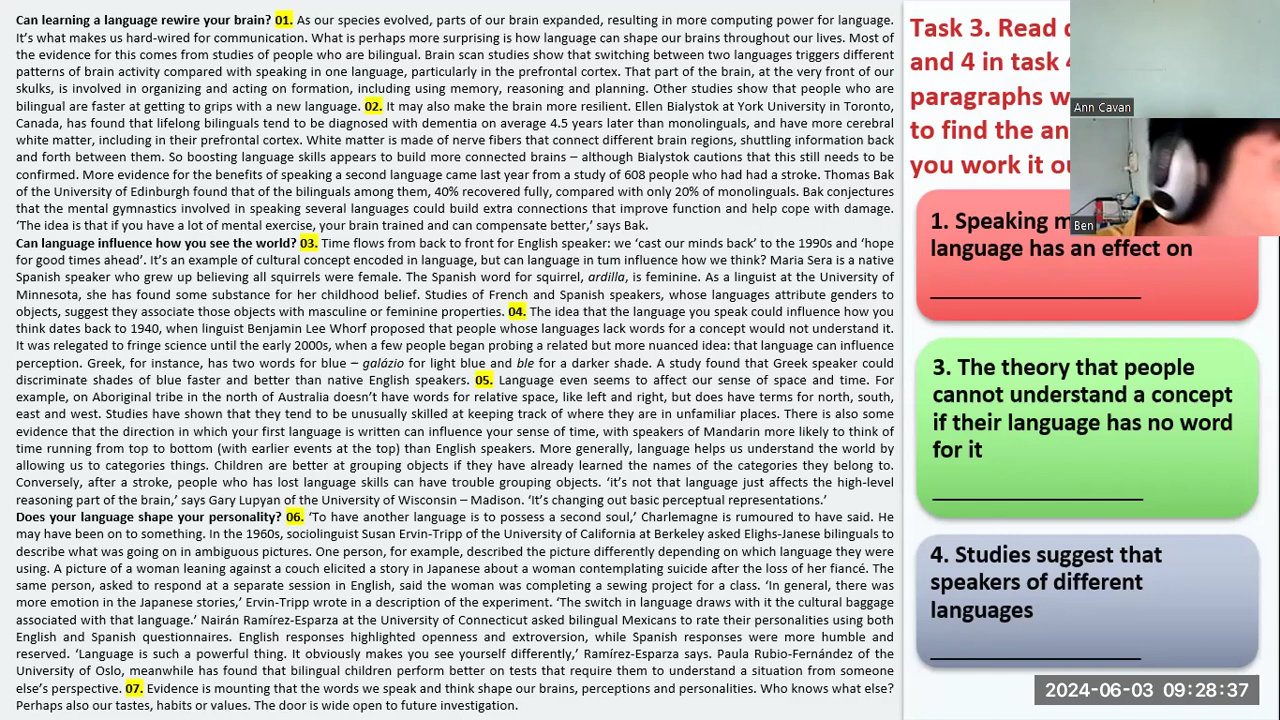 Can learning a language rewire your brain? 01. As our species evolved, parts of our brain expanded, resulting in more computing power for language.
It's what makes us hard-wired for communication. What is perhaps more surprising is how language can shape our brains throughout our lives. Most of
the evidence for this comes from studies of people who are bilingual. Brain scan studies show that switching between two languages triggers different
patterns of brain activity compared with speaking in one language, particularly in the prefrontal cortex. That part of the brain, at the very front of our
skulks, is involved in organizing and acting on formation, including using memory, reasoning and planning. Other studies show that people who are
bilingual are faster at getting to grips with a new language. 02. It may also make the brain more resilient. Ellen Bialystok at York University in Toronto,
Canada, has found that lifelong bilinguals tend to be diagnosed with dementia on average 4.5 years later than monolinguals, and have more cerebral
white matter, including in their prefrontal cortex. White matter is made of nerve fibers that connect different brain regions, shuttling information back
and forth between them. So boosting language skills appears to build more connected brains – although Bialystok cautions that this still needs to be
confirmed. More evidence for the benefits of speaking a second language came last year from a study of 608 people who had had a stroke. Thomas Bak
of the University of Edinburgh found that of the bilinguals among them, 40% recovered fully, compared with only 20% of monolinguals. Bak conjectures
that the mental gymnastics involved in speaking several languages could build extra connections that improve function and help cope with damage.
'The idea is that if you have a lot of mental exercise, your brain trained and can compensate better,' says Bak.
Can language influence how you see the world? 03. Time flows from back to front for English speaker: we 'cast our minds back' to the 1990s and 'hope
for good times ahead'. It's an example of cultural concept encoded in language, but can language in tum influence how we think? Maria Sera is a native
Spanish speaker who grew up believing all squirrels were female. The Spanish word for squirrel, ardilla, is feminine. As a linguist at the University of
Minnesota, she has found some substance for her childhood belief. Studies of French and Spanish speakers, whose languages attribute genders to
objects, suggest they associate those objects with masculine or feminine properties. 04. The idea that the language you speak could influence how you
think dates back to 1940, when linguist Benjamin Lee Whorf proposed that people whose languages lack words for a concept would not understand it.
It was relegated to fringe science until the early 2000s, when a few people began probing a related but more nuanced idea: that language can influence
perception. Greek, for instance, has two words for blue – galázio for light blue and ble for a darker shade. A study found that Greek speaker could
discriminate shades of blue faster and better than native English speakers. 05. Language even seems to affect our sense of space and time. For
example, on Aboriginal tribe in the north of Australia doesn't have words for relative space, like left and right, but does have terms for north, south,
east and west. Studies have shown that they tend to be unusually skilled at keeping track of where they are in unfamiliar places. There is also some
evidence that the direction in which your first language is written can influence your sense of time, with speakers of Mandarin more likely to think of
time running from top to bottom (with earlier events at the top) than English speakers. More generally, language helps us understand the world by
allowing us to categories things. Children are better at grouping objects if they have already learned the names of the categories they belong to.
Conversely, after a stroke, people who has lost language skills can have trouble grouping objects. 'it's not that language just affects the high-level
reasoning part of the brain,' says Gary Lupyan of the University of Wisconsin – Madison. 'It's changing out basic perceptual representations.'
Does your language shape your personality? 06. 'To have another language is to possess a second soul,' Charlemagne is rumoured to have said. He
may have been on to something. In the 1960s, sociolinguist Susan Ervin-Tripp of the University of California at Berkeley asked Elighs-Janese bilinguals to
describe what was going on in ambiguous pictures. One person, for example, described the picture differently depending on which language they were
using. A picture of a woman leaning against a couch elicited a story in Japanese about a woman contemplating suicide after the loss of her fiancé. The
same person, asked to respond at a separate session in English, said the woman was completing a sewing project for a class. 'In general, there was
more emotion in the Japanese stories,' Ervin-Tripp wrote in a description of the experiment. 'The switch in language draws with it the cultural baggage
associated with that language.' Nairán Ramírez-Esparza at the University of Connecticut asked bilingual Mexicans to rate their personalities using both
English and Spanish questionnaires. English responses highlighted openness and extroversion, while Spanish responses were more humble and
reserved. 'Language is such a powerful thing. It obviously makes you see yourself differently,' Ramírez-Esparza says. Paula Rubio-Fernández of the
University of Oslo, meanwhile has found that bilingual children perform better on tests that require them to understand a situation from someone
else's perspective. 07. Evidence is mounting that the words we speak and think shape our brains, perceptions and personalities. Who knows what else?
Perhaps also our tastes, habits or values. The door is wide open to future investigation.
Task 3. Read
and 4 in task
paragraphs
to find the
you work it
Ann Cavan
Ben
1. Speaking
language has an effect on
3. The theory that people
cannot understand a concept
if their language has no word
for it
4. Studies suggest that
speakers of different
languages
2024-06-03 09:28:37